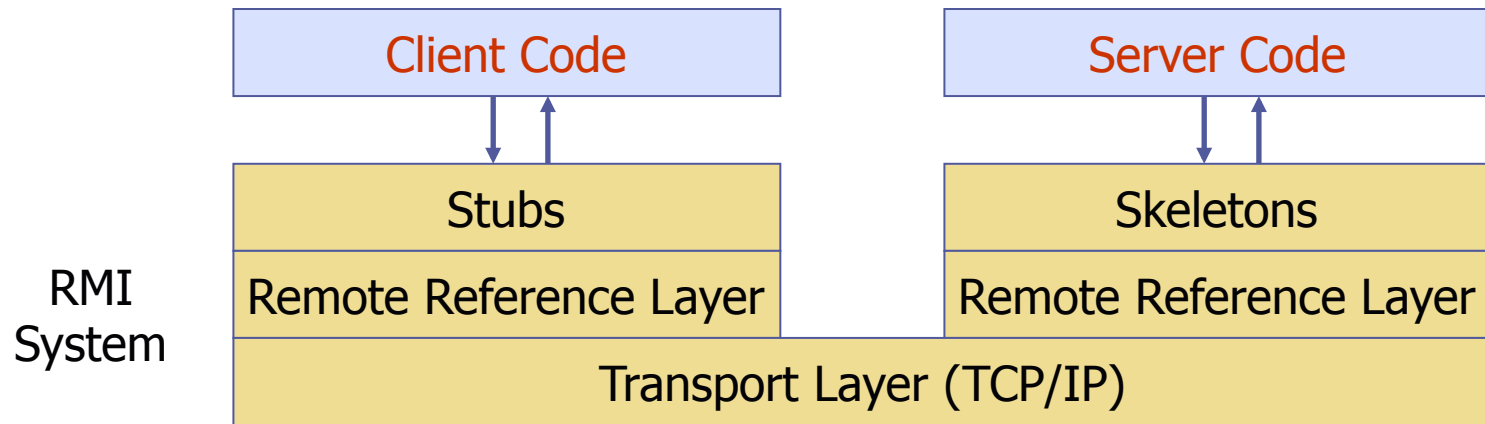 Client Code
Server Code
Stubs
Skeletons
RMI
System
Remote Reference Layer
Remote Reference Layer
Transport Layer (TCP/IP)